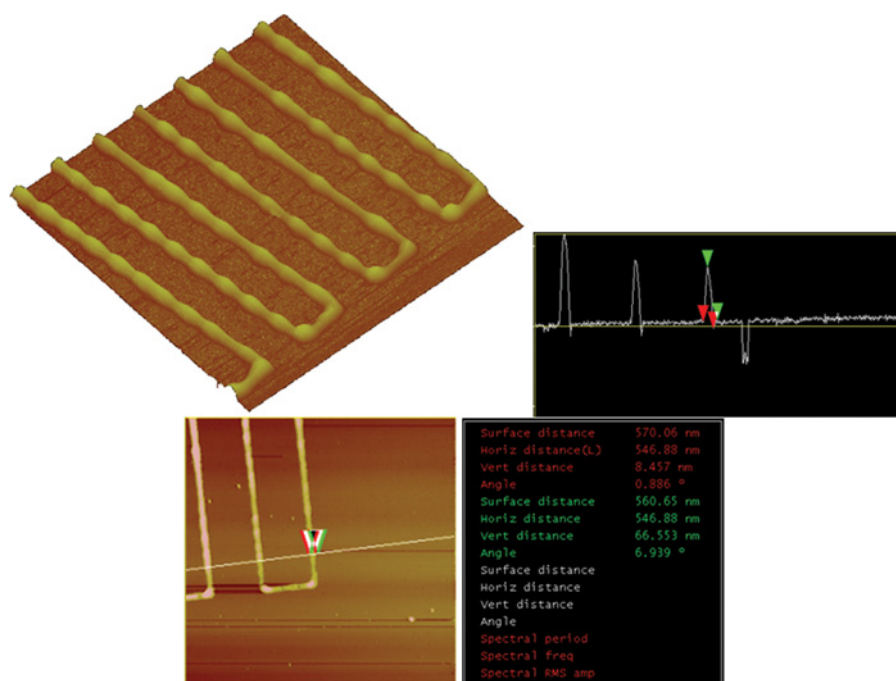 Surface distance 570.06 nm
Horiz distance(L) 546.88 nm
Vert distance 8.457 nm
Angle 0.886 °
Surface distance 560.65 nm
Horiz distance 546.88 nm
Vert distance 66.553 nm
Angle 6.939 °
Surface distance
Horiz distance
Vert distance
Angle
Spectral period
Spectral freq
Spectral RMS amp